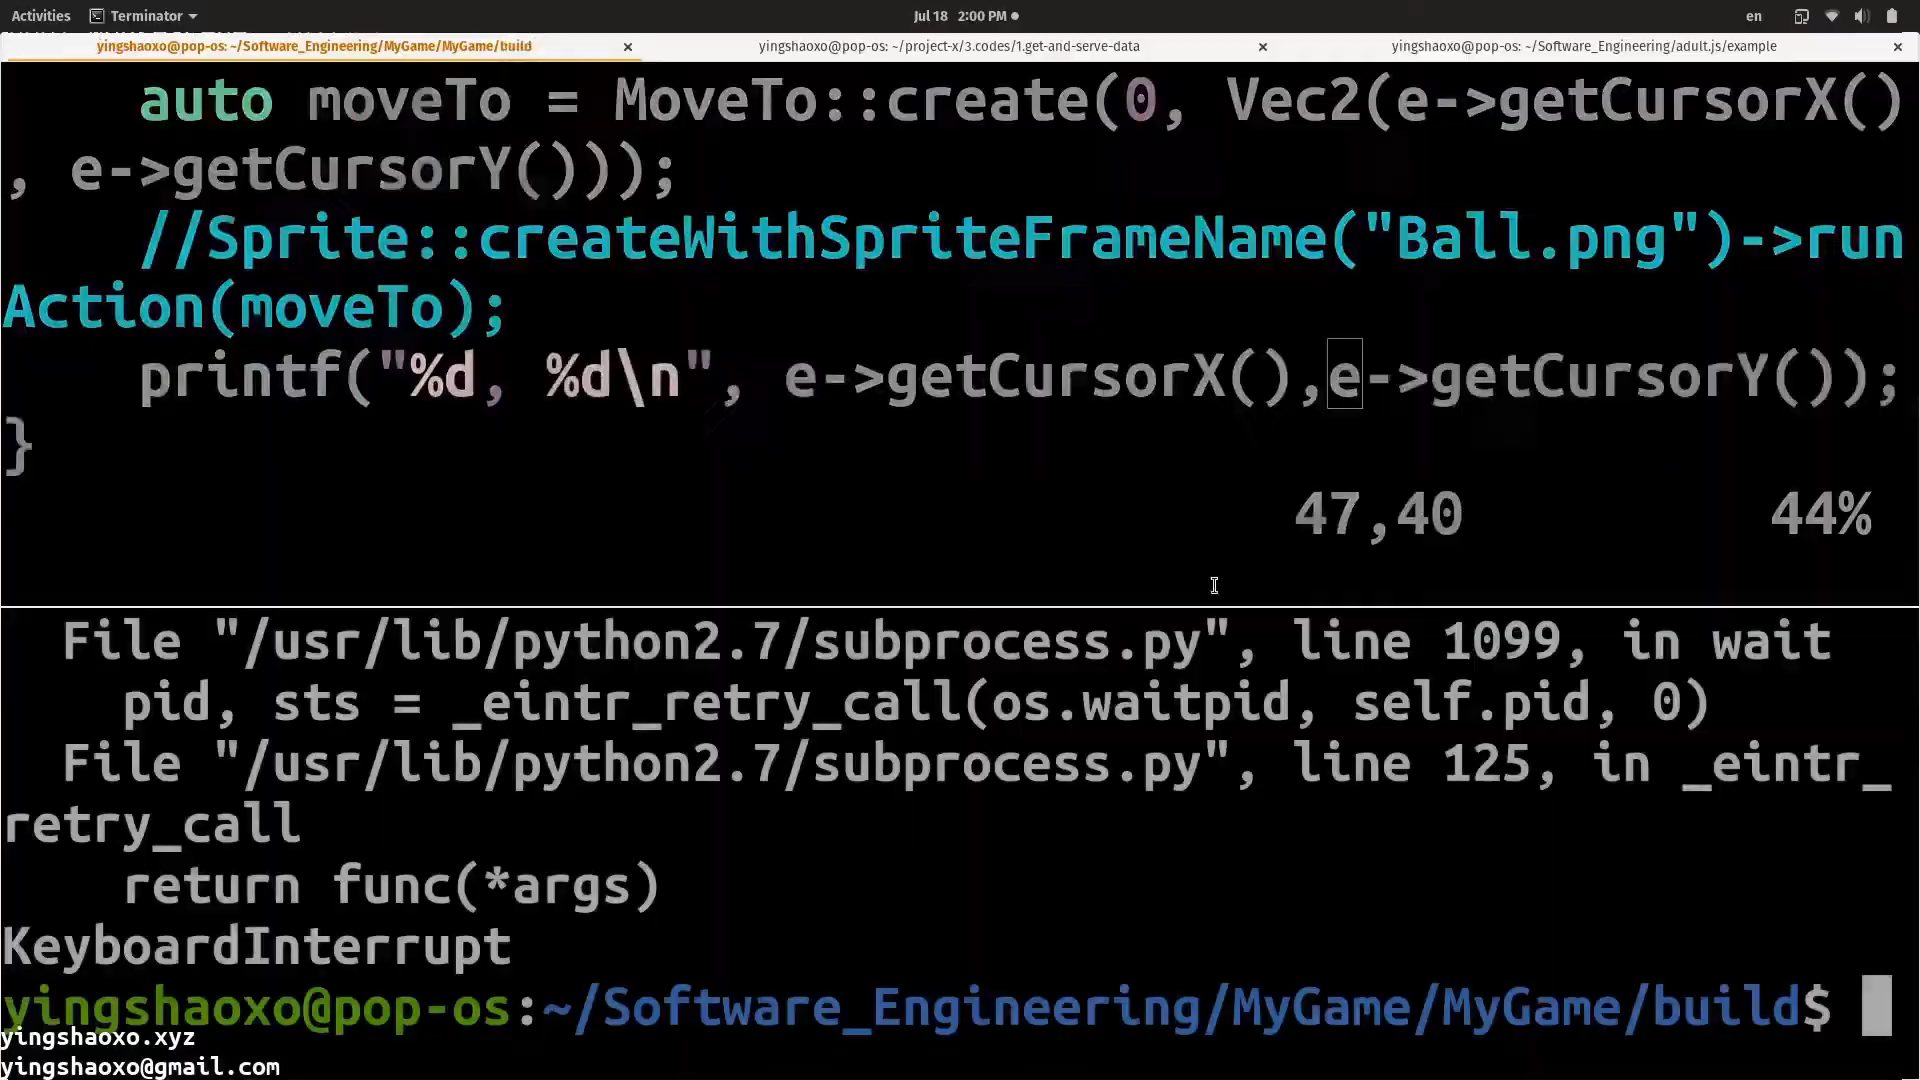 Activities Terminator Jul 18 2:00 PM en
yingshaoxo@pop-os: ~/Software_Engineering/MyGame/MyGame/build × yingshaoxo@pop-os: ~/project-x/3.codes/1.get-and-serve-data × yingshaoxo@pop-os: ~/Software_Engineering/adult.js/example ×
auto moveTo = MoveTo::create(0, Vec2(e->getCursorX()
, e->getCursorY()));
//Sprite::createWithSpriteFrameName("Ball.png")->run
Action(moveTo);
printf("%d, %d\n", e->getCursorX(),e->getCursorY());
}
47,40 44%
File "/usr/lib/python2.7/subprocess.py", line 1099, in wait
pid, sts = _eintr_retry_call(os.waitpid, self.pid, 0)
File "/usr/lib/python2.7/subprocess.py", line 125, in _eintr_
retry_call
return func(*args)
KeyboardInterrupt
yingshaoxo@pop-os:~/Software_Engineering/MyGame/MyGame/build$
yingshaoxo.xyz
yingshaoxo@gmail.com